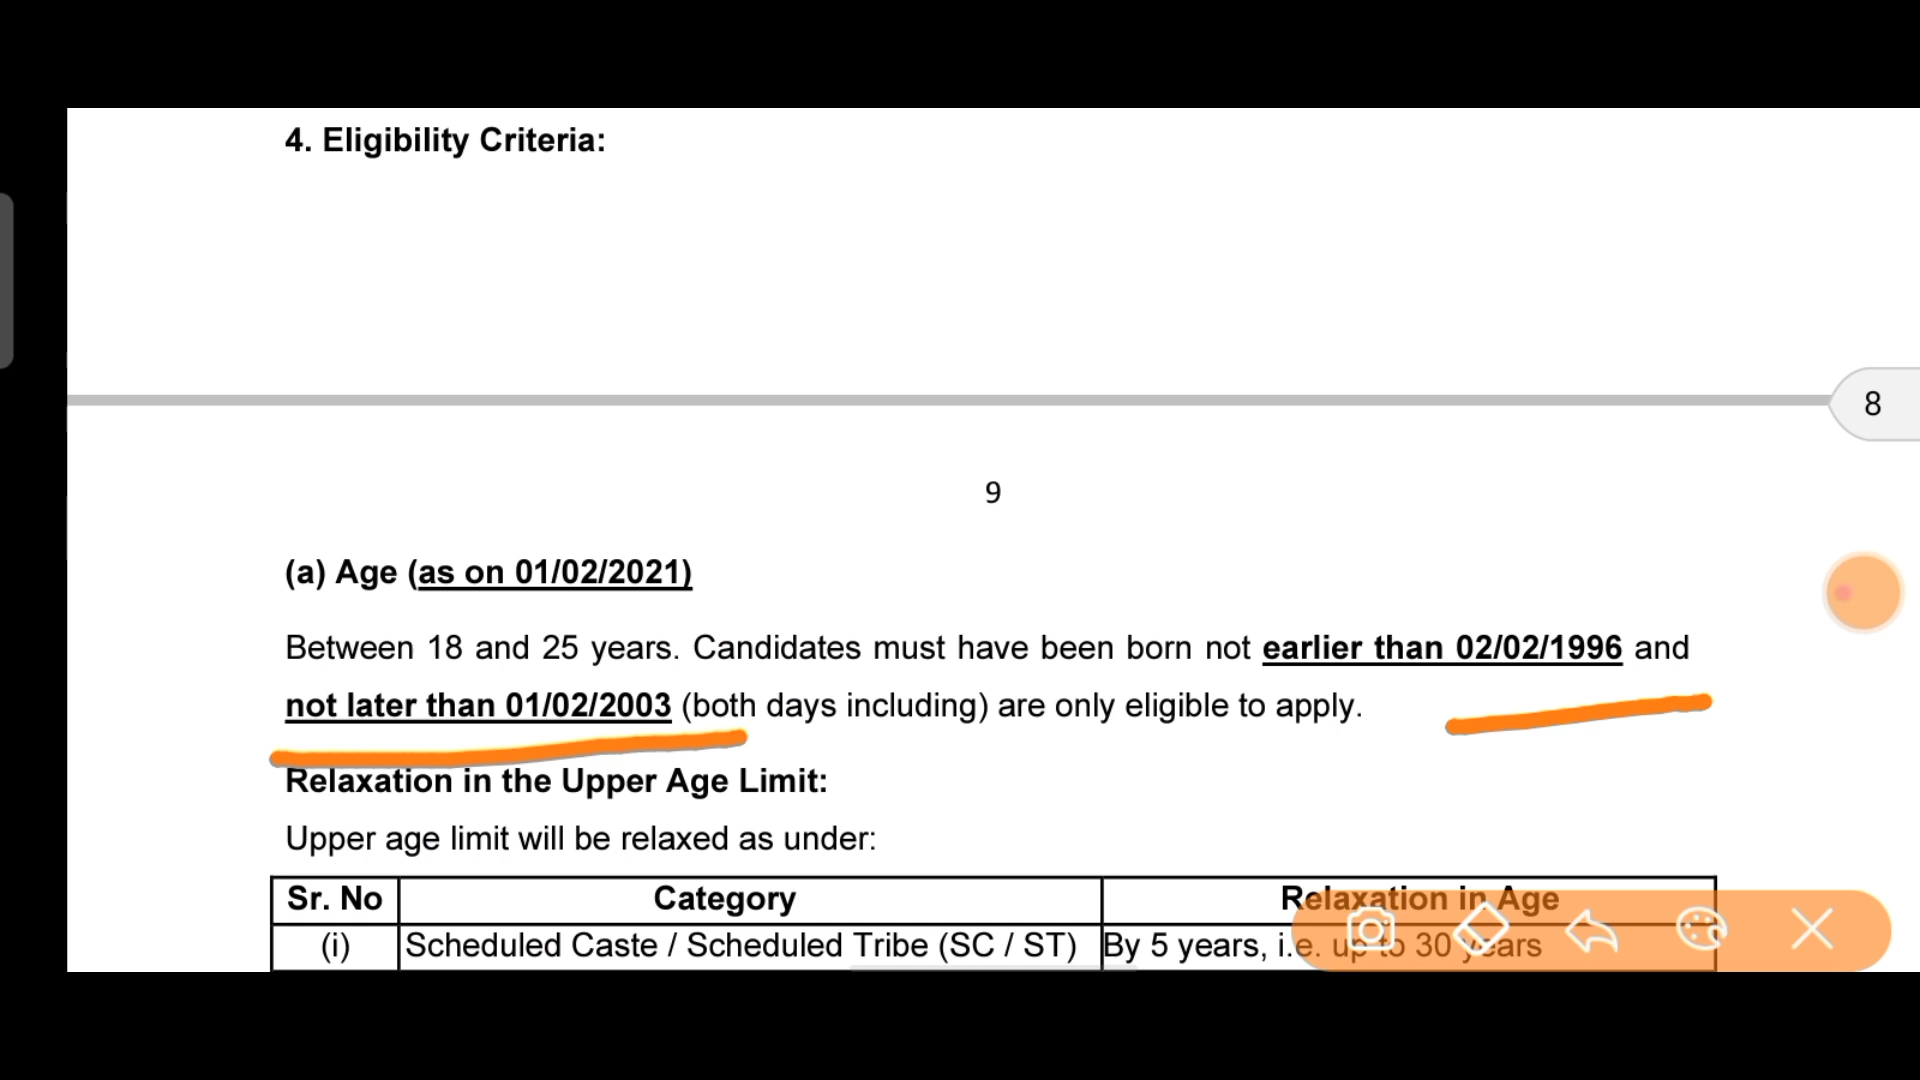 4. Eligibility Criteria:
8
9
(a) Age (as on 01/02/2021)
Between 18 and 25 years. Candidates must have been born not earlier than 02/02/1996 and
not later than 01/02/2003 (both days including) are only eligible to apply.
Relaxation in the Upper Age Limit:
Upper age limit will be relaxed as under:
Sr. No Category Relaxation in Age
(i) Scheduled Caste / Scheduled Tribe (SC / ST) By 5 years, i.e. up to 30 years